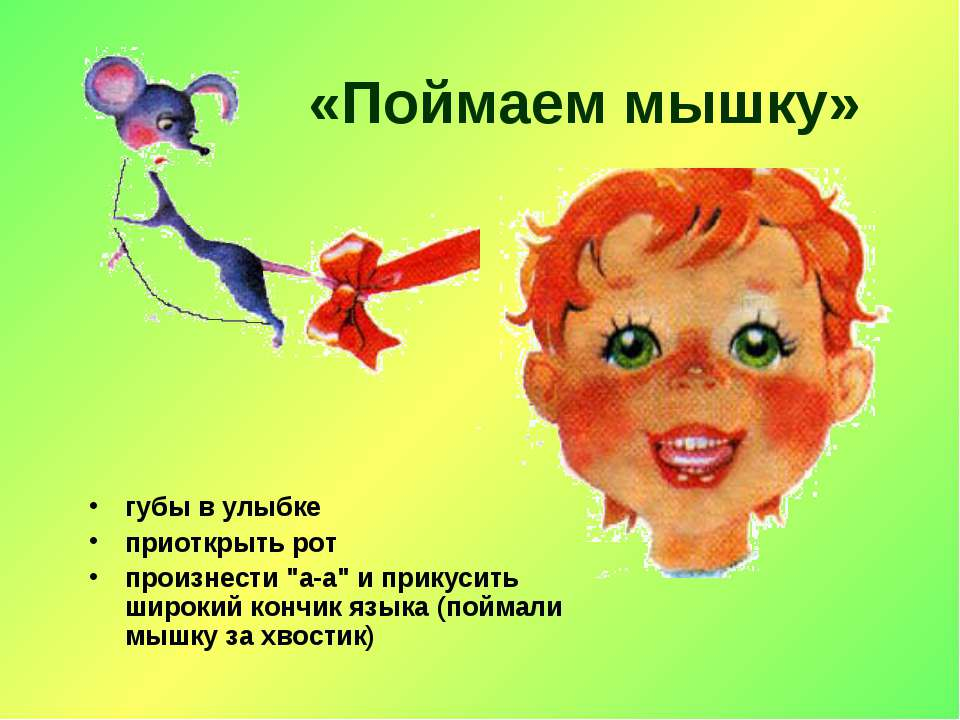 «Поймаем мышку»
• губы в улыбке
• приоткрыть рот
• произнести "а-а" и прикусить
широкий кончик языка (поймали
мышку за хвостик)